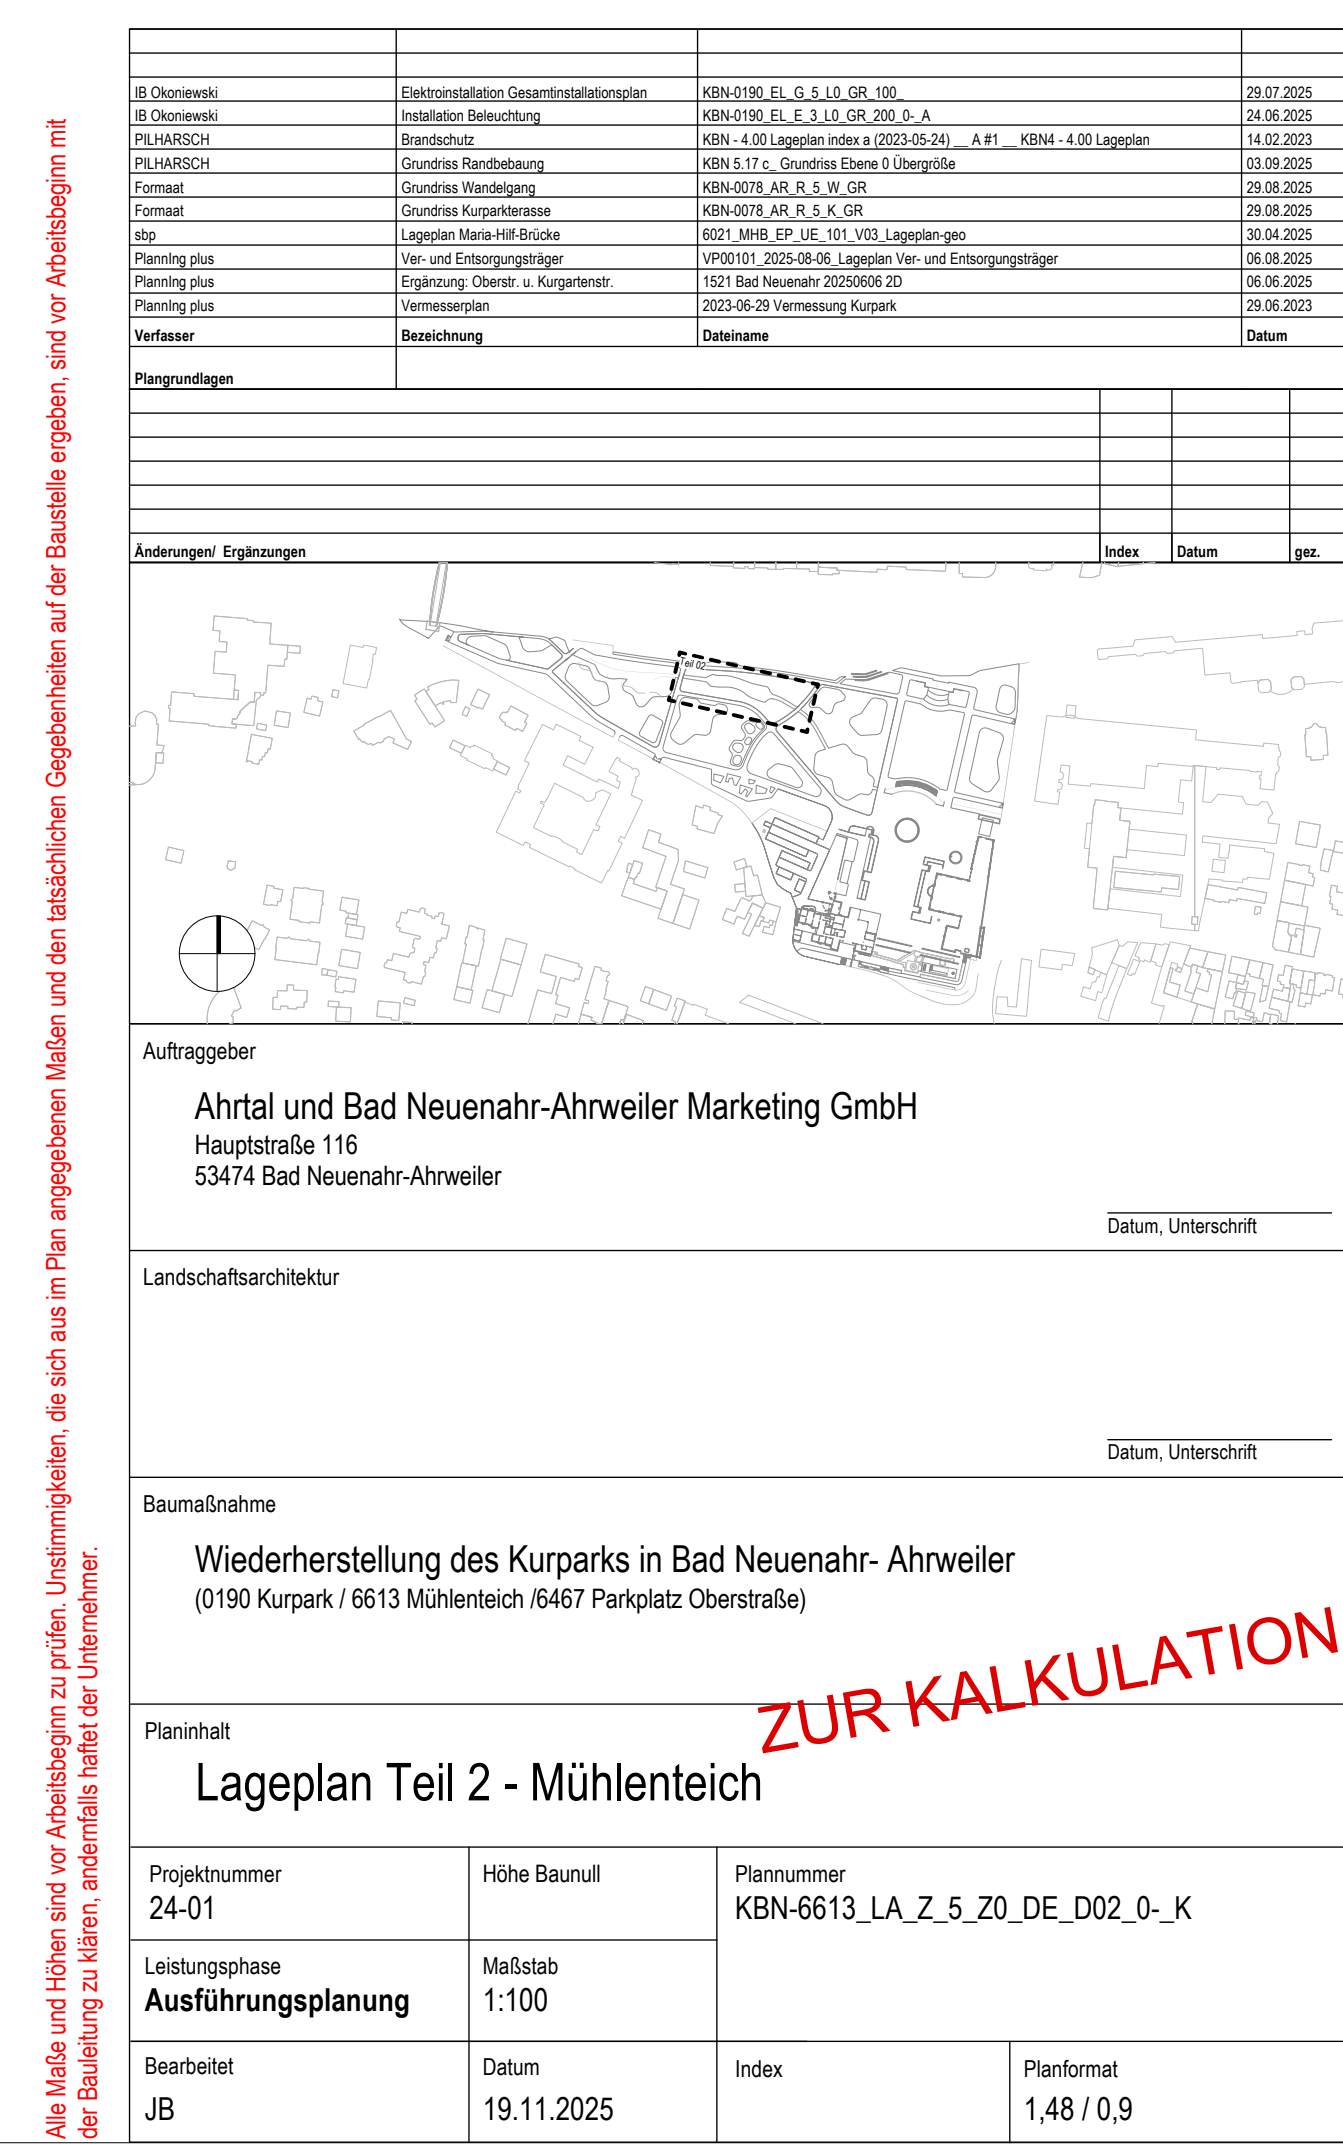 Alle Maße und Höhen sind vor Arbeitsbeginn zu prüfen. Unstimmigkeiten, die sich aus im Plan angegebenen Maßen und den tatsächlichen Gegebenheiten auf der Baustelle ergeben, sind vor Arbeitsbeginn mit
der Bauleitung zu klären, andernfalls haftet der Unternehmer.
IB Okoniewski Elektroinstallation Gesamtinstallationsplan KBN-0190_EL_G_5_L0_GR_100_ 29.07.2025
IB Okoniewski Installation Beleuchtung KBN-0190_EL_E_3_L0_GR_200_0-_A 24.06.2025
PILHARSCH Brandschutz KBN - 4.00 Lageplan index a (2023-05-24) __ A #1 __ KBN4 - 4.00 Lageplan 14.02.2023
PILHARSCH Grundriss Randbebaung KBN 5.17 c_ Grundriss Ebene 0 Übergröße 03.09.2025
Formaat Grundriss Wandelgang KBN-0078_AR_R_5_W_GR 29.08.2025
Formaat Grundriss Kurparkterasse KBN-0078_AR_R_5_K_GR 29.08.2025
sbp Lageplan Maria-Hilf-Brücke 6021_MHB_EP_UE_101_V03_Lageplan-geo 30.04.2025
PlannIng plus Ver- und Entsorgungsträger VP00101_2025-08-06_Lageplan Ver- und Entsorgungsträger 06.08.2025
PlannIng plus Ergänzung: Oberstr. u. Kurgartenstr. 1521 Bad Neuenahr 20250606 2D 06.06.2025
PlannIng plus Vermesserplan 2023-06-29 Vermessung Kurpark 29.06.2023
Verfasser Bezeichnung Dateiname Datum
Plangrundlagen
Änderungen/ Ergänzungen Index Datum gez.
Teil 02
Auftraggeber
Ahrtal und Bad Neuenahr-Ahrweiler Marketing GmbH
Hauptstraße 116
53474 Bad Neuenahr-Ahrweiler
Datum, Unterschrift
Landschaftsarchitektur
Datum, Unterschrift
Baumaßnahme
Wiederherstellung des Kurparks in Bad Neuenahr- Ahrweiler
(0190 Kurpark / 6613 Mühlenteich /6467 Parkplatz Oberstraße)
ZUR KALKULATION
Planinhalt
Lageplan Teil 2 - Mühlenteich
Projektnummer Höhe Baunull Plannummer
24-01 KBN-6613_LA_Z_5_Z0_DE_D02_0-_K
Leistungsphase Maßstab
Ausführungsplanung 1:100
Bearbeitet Datum Index Planformat
JB 19.11.2025 1,48 / 0,9